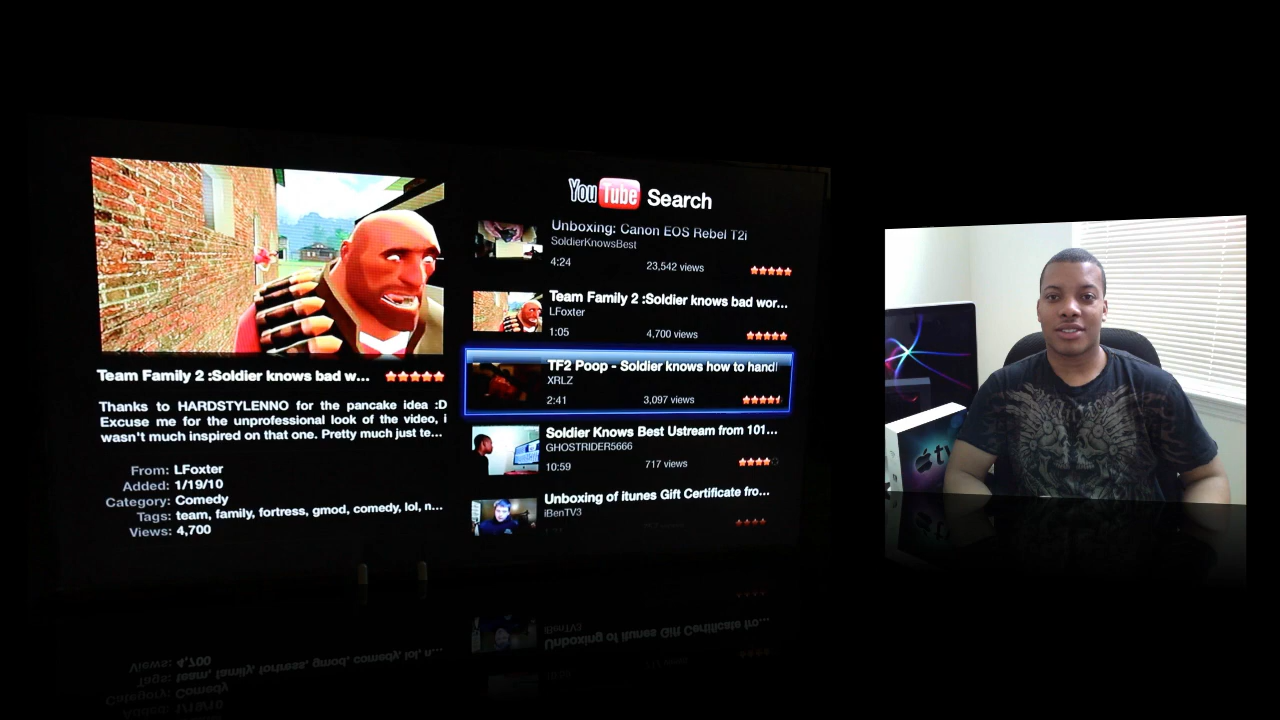 Team Family 2 :Soldier knows bad w...
Thanks to HARDSTYLENNO for the pancake idea :D
Excuse me for the unprofessional look of the video, i
wasn't much inspired on that one. Pretty much just te...
From: LFoxter
Added: 1/19/10
Category: Comedy
Tags: team, family, fortress, gmod, comedy, lol, n...
Views: 4,700
YouTube Search
Unboxing: Canon EOS Rebel T2i
SoldierKnowsBest
4:24 23,542 views
Team Family 2 :Soldier knows bad wor...
LFoxter
1:05 4,700 views
TF2 Poop - Soldier knows how to handl
XRLZ
2:41 3,097 views
Soldier Knows Best Ustream from 101...
GHOSTRIDER5666
10:59 717 views
Unboxing of itunes Gift Certificate fro...
iBenTV3
tv